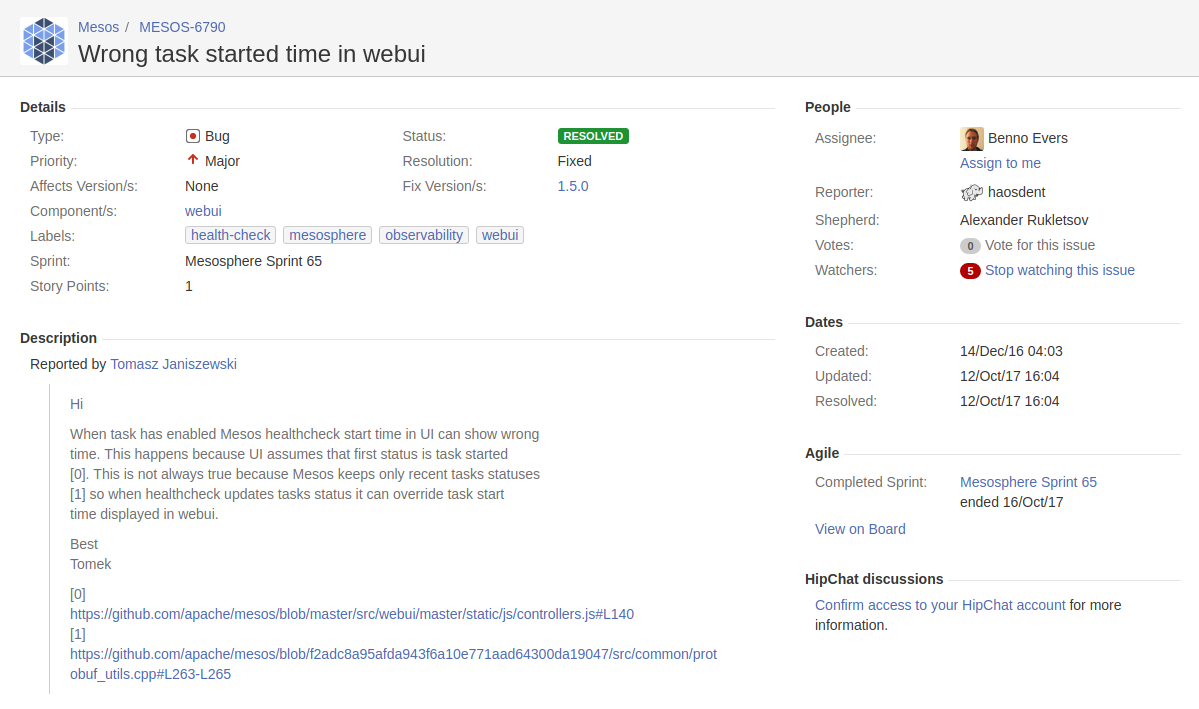 Mesos / MESOS-6790
Wrong task started time in webui
Details
Type: Bug Status: RESOLVED
Priority: Major Resolution: Fixed
Affects Version/s: None Fix Version/s: 1.5.0
Component/s: webui
Labels: health-check mesosphere observability webui
Sprint: Mesosphere Sprint 65
Story Points: 1
Description
Reported by Tomasz Janiszewski
Hi
When task has enabled Mesos healthcheck start time in UI can show wrong
time. This happens because UI assumes that first status is task started
[0]. This is not always true because Mesos keeps only recent tasks statuses
[1] so when healthcheck updates tasks status it can override task start
time displayed in webui.
Best
Tomek
[0]
https://github.com/apache/mesos/blob/master/src/webui/master/static/js/controllers.js#L140
[1]
https://github.com/apache/mesos/blob/f2adc8a95afda943f6a10e771aad64300da19047/src/common/prot
obuf_utils.cpp#L263-L265
People
Assignee: Benno Evers
Assign to me
Reporter: haosdent
Shepherd: Alexander Rukletsov
Votes: 0 Vote for this issue
Watchers: 5 Stop watching this issue
Dates
Created: 14/Dec/16 04:03
Updated: 12/Oct/17 16:04
Resolved: 12/Oct/17 16:04
Agile
Completed Sprint: Mesosphere Sprint 65
ended 16/Oct/17
View on Board
HipChat discussions
Confirm access to your HipChat account for more
information.